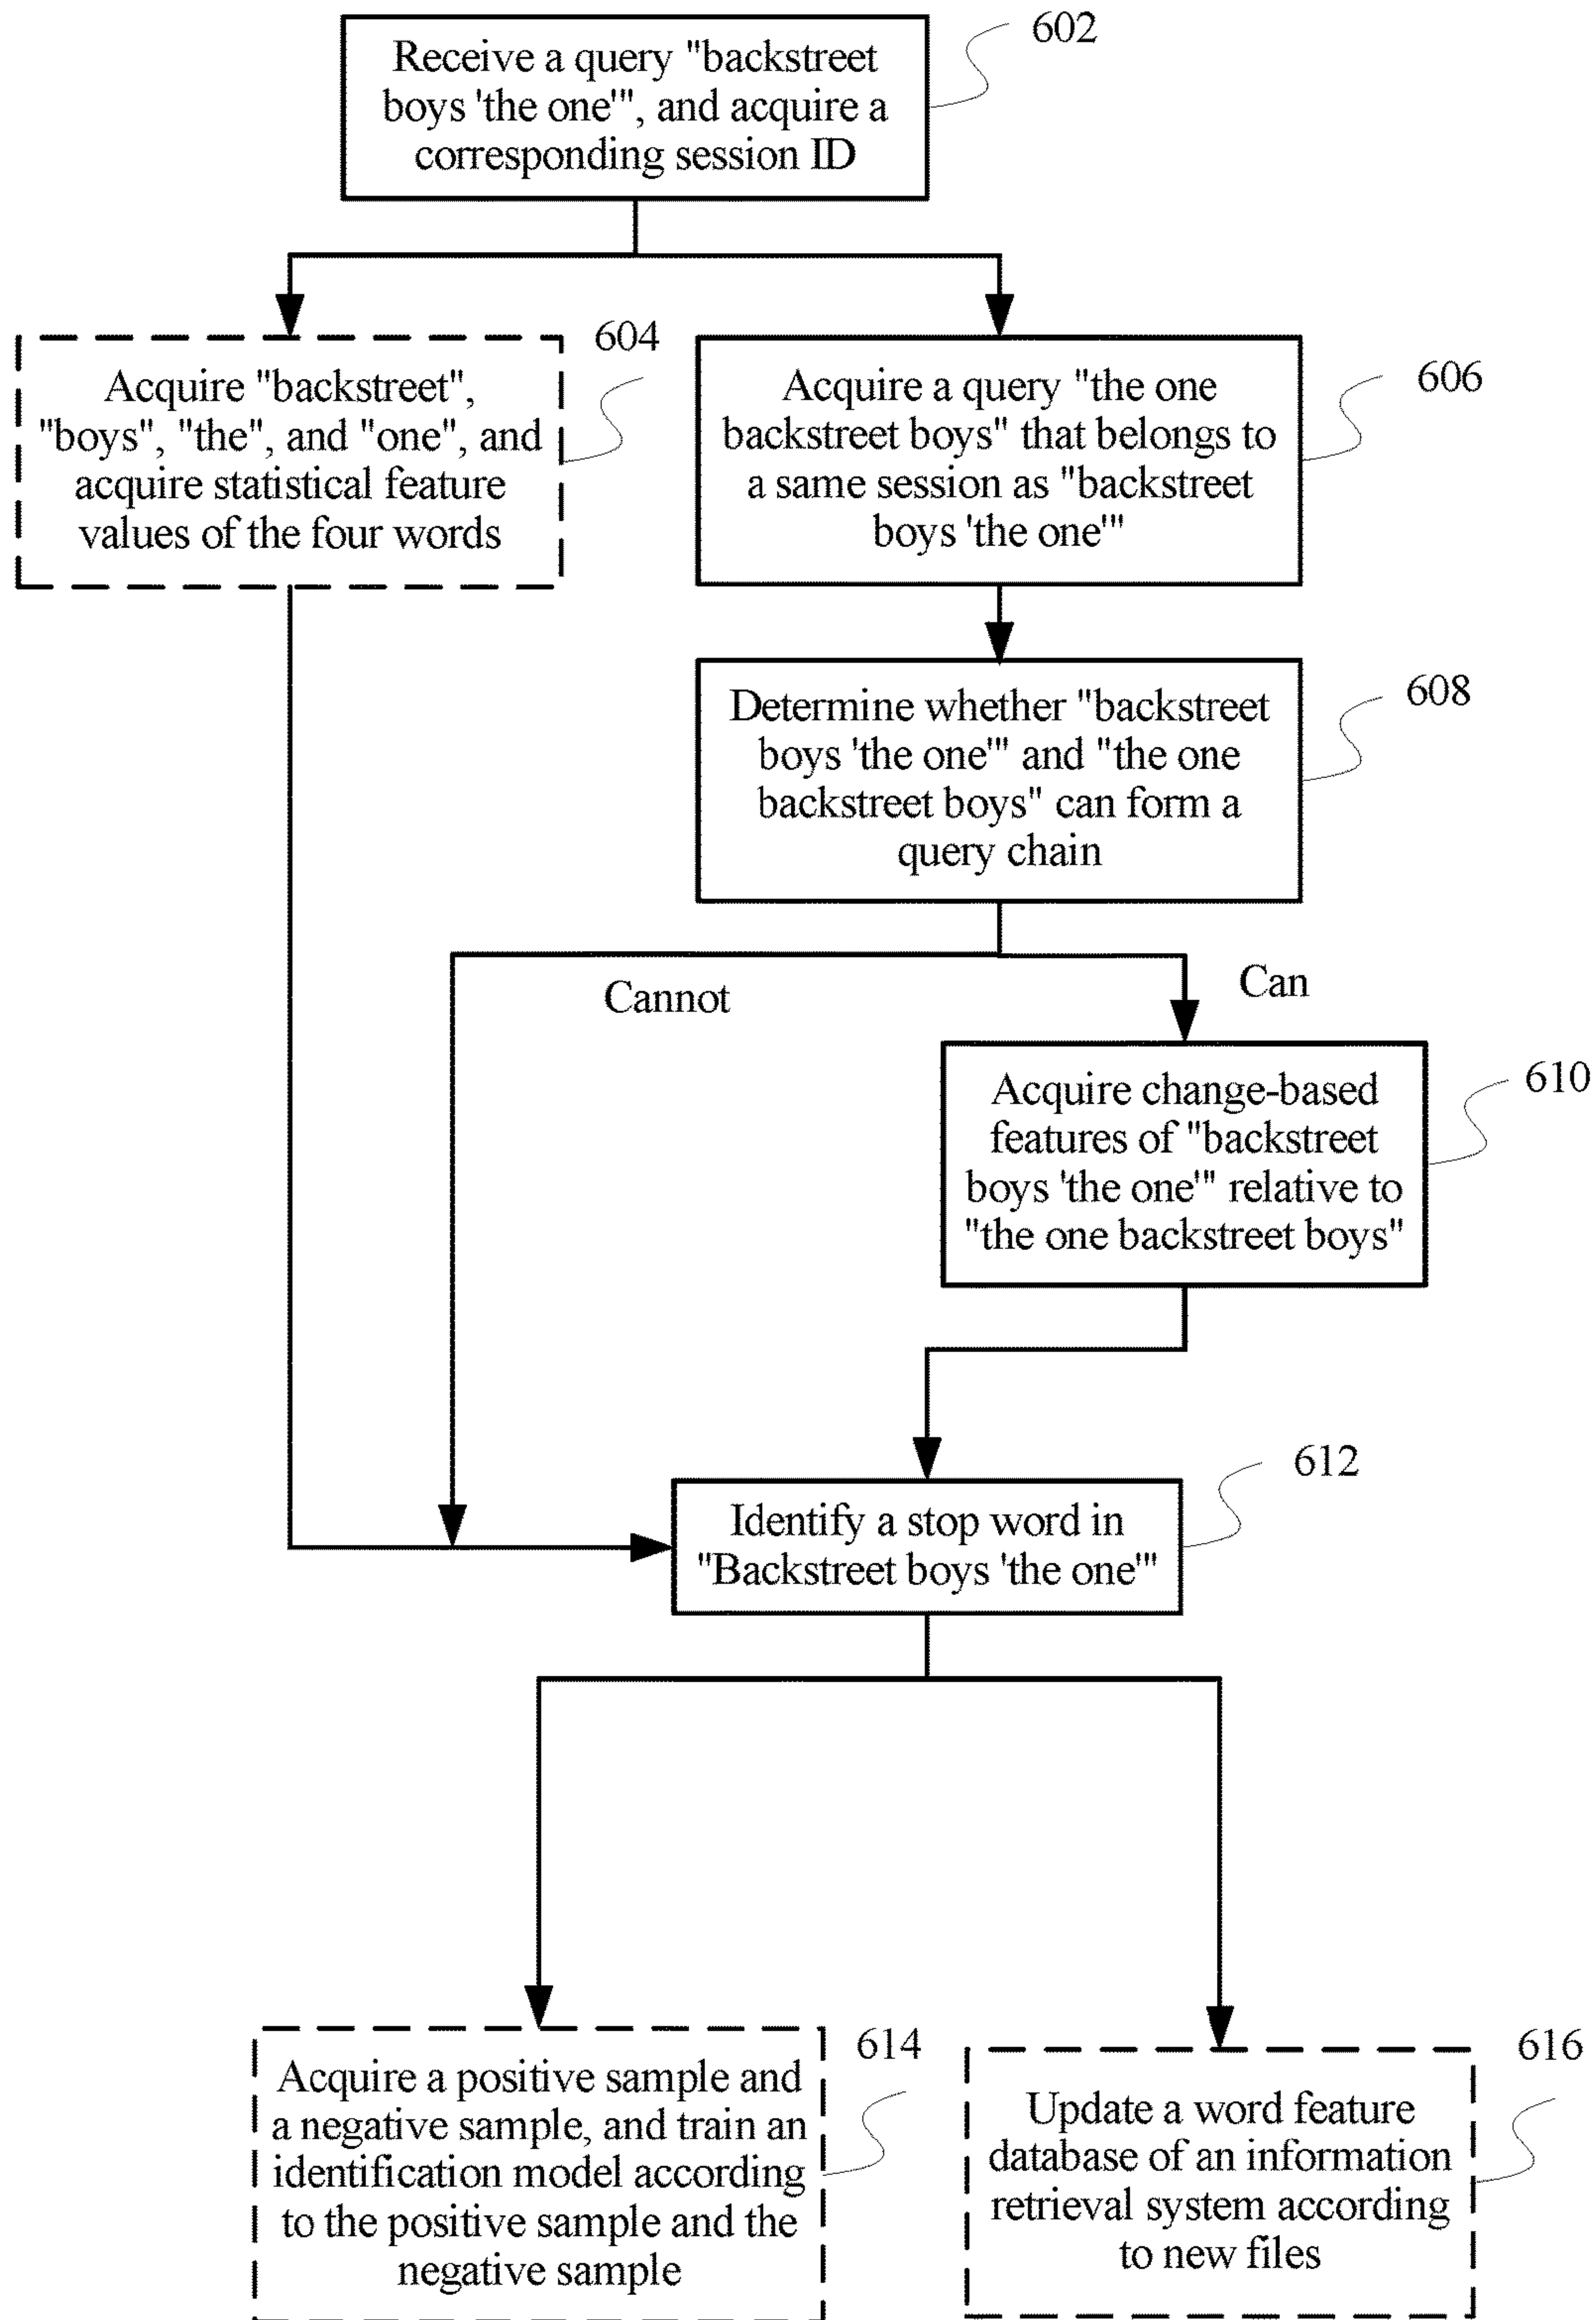 Receive a query "backstreet
boys 'the one'", and acquire a
corresponding session ID
602
Acquire "backstreet",
"boys", "the", and "one", and
acquire statistical feature
values of the four words
604
Acquire a query "the one
backstreet boys" that belongs to
a same session as "backstreet
boys 'the one'"
606
Determine whether "backstreet
boys 'the one'" and "the one
backstreet boys" can form a
query chain
608
Cannot
Can
Acquire change-based
features of "backstreet
boys 'the one'" relative to
"the one backstreet boys"
610
Identify a stop word in
"Backstreet boys 'the one'"
612
Acquire a positive sample and
a negative sample, and train an
identification model according
to the positive sample and the
negative sample
614
Update a word feature
database of an information
retrieval system according
to new files
616